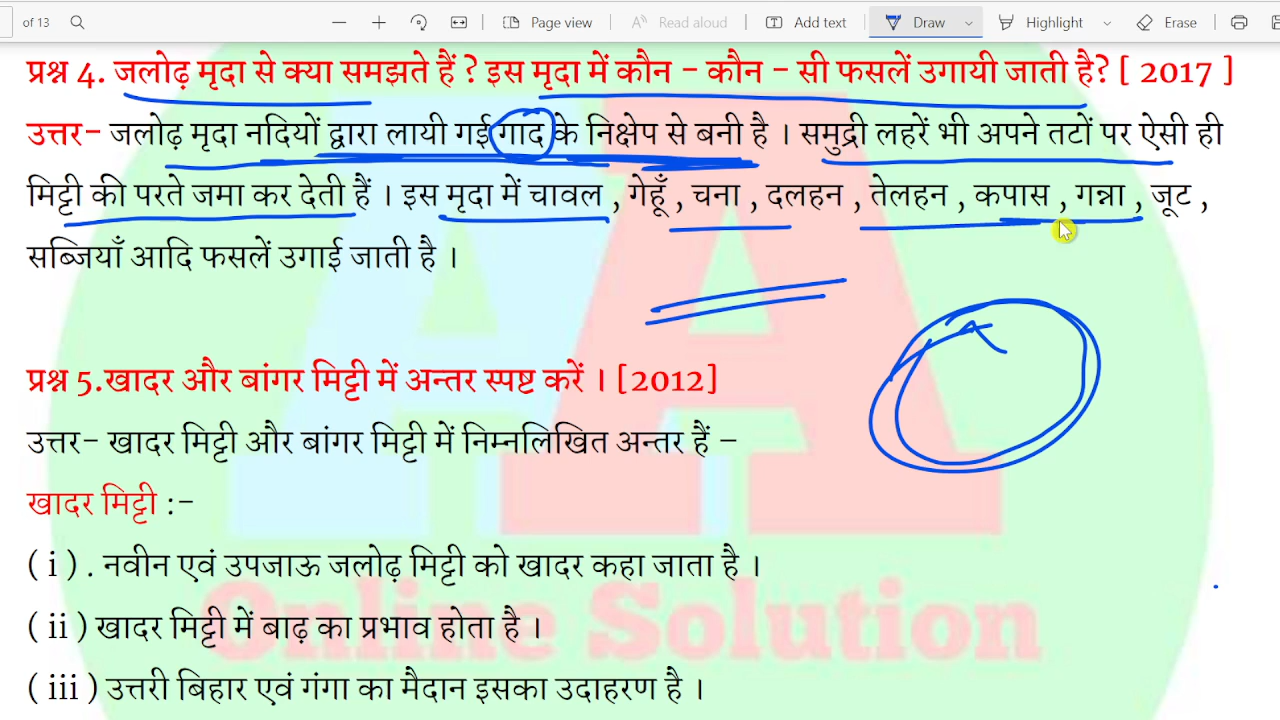 of 13
Page view
Read aloud
Add text
Draw
Highlight
Erase
प्रश्न 4. जलोढ़ मृदा से क्या समझते हैं ? इस मृदा में कौन - कौन - सी फसलें उगायी जाती है? [ 2017 ]
उत्तर- जलोढ़ मृदा नदियों द्वारा लायी गई गाद के निक्षेप से बनी है । समुद्री लहरें भी अपने तटों पर ऐसी ही
मिट्टी की परते जमा कर देती हैं । इस मृदा में चावल , गेहूँ , चना , दलहन , तेलहन , कपास , गन्ना , जूट ,
सब्जियाँ आदि फसलें उगाई जाती है ।
प्रश्न 5.खादर और बांगर मिट्टी में अन्तर स्पष्ट करें । [2012]
उत्तर- खादर मिट्टी और बांगर मिट्टी में निम्नलिखित अन्तर हैं –
खादर मिट्टी :-
( i ) . नवीन एवं उपजाऊ जलोढ़ मिट्टी को खादर कहा जाता है ।
( ii ) खादर मिट्टी में बाढ़ का प्रभाव होता है ।
( iii ) उत्तरी बिहार एवं गंगा का मैदान इसका उदाहरण है ।
AA
Online Solution